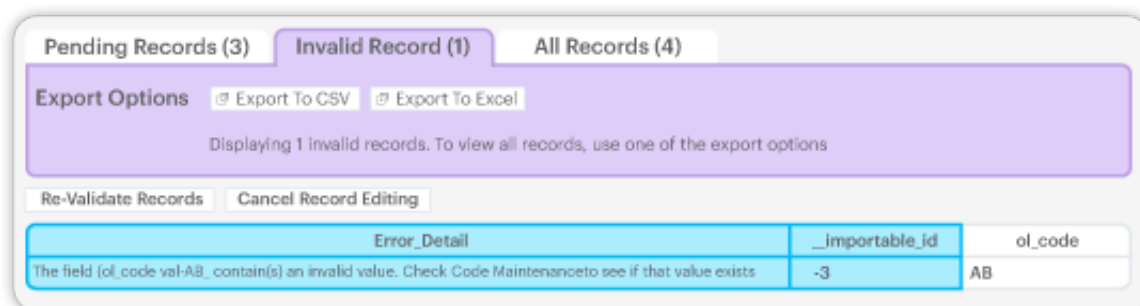 Pending Records (3) Invalid Record (1) All Records (4)
Export Options Export To CSV Export To Excel
Displaying 1 invalid records. To view all records, use one of the export options
Re-Validate Records Cancel Record Editing
Error_Detail __importable_id ol_code
The field (ol_code val-AB_ contain(s) an invalid value. Check Code Maintenanceto see if that value exists -3 AB